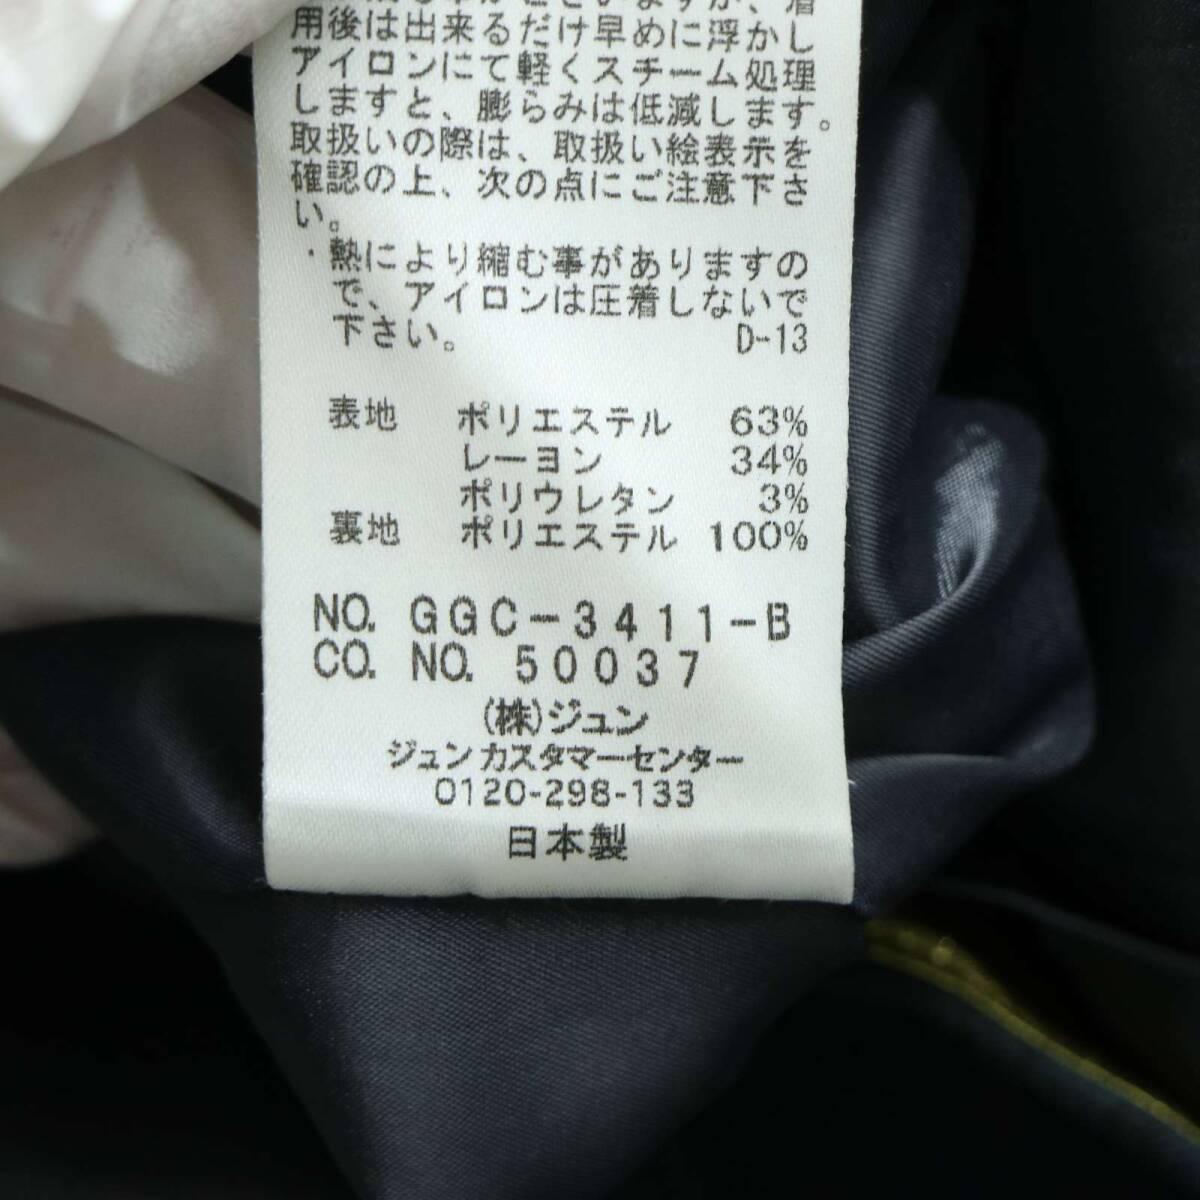 用後は出来るだけ早めに浮かし
アイロンにて軽くスチーム処理
しますと、膨らみは低減します。
取扱いの際は、取扱い絵表示を
確認の上、次の点にご注意下さ
い。
・熱により縮む事がありますの
で、アイロンは圧着しないで
下さい。 D-13
表地 ポリエステル 63%
レーヨン 34%
ポリウレタン 3%
裏地 ポリエステル 100%
NO. GGC-3411-B
CO. NO. 50037
(株)ジュン
ジュンカスタマーセンター
0120-298-133
日本製